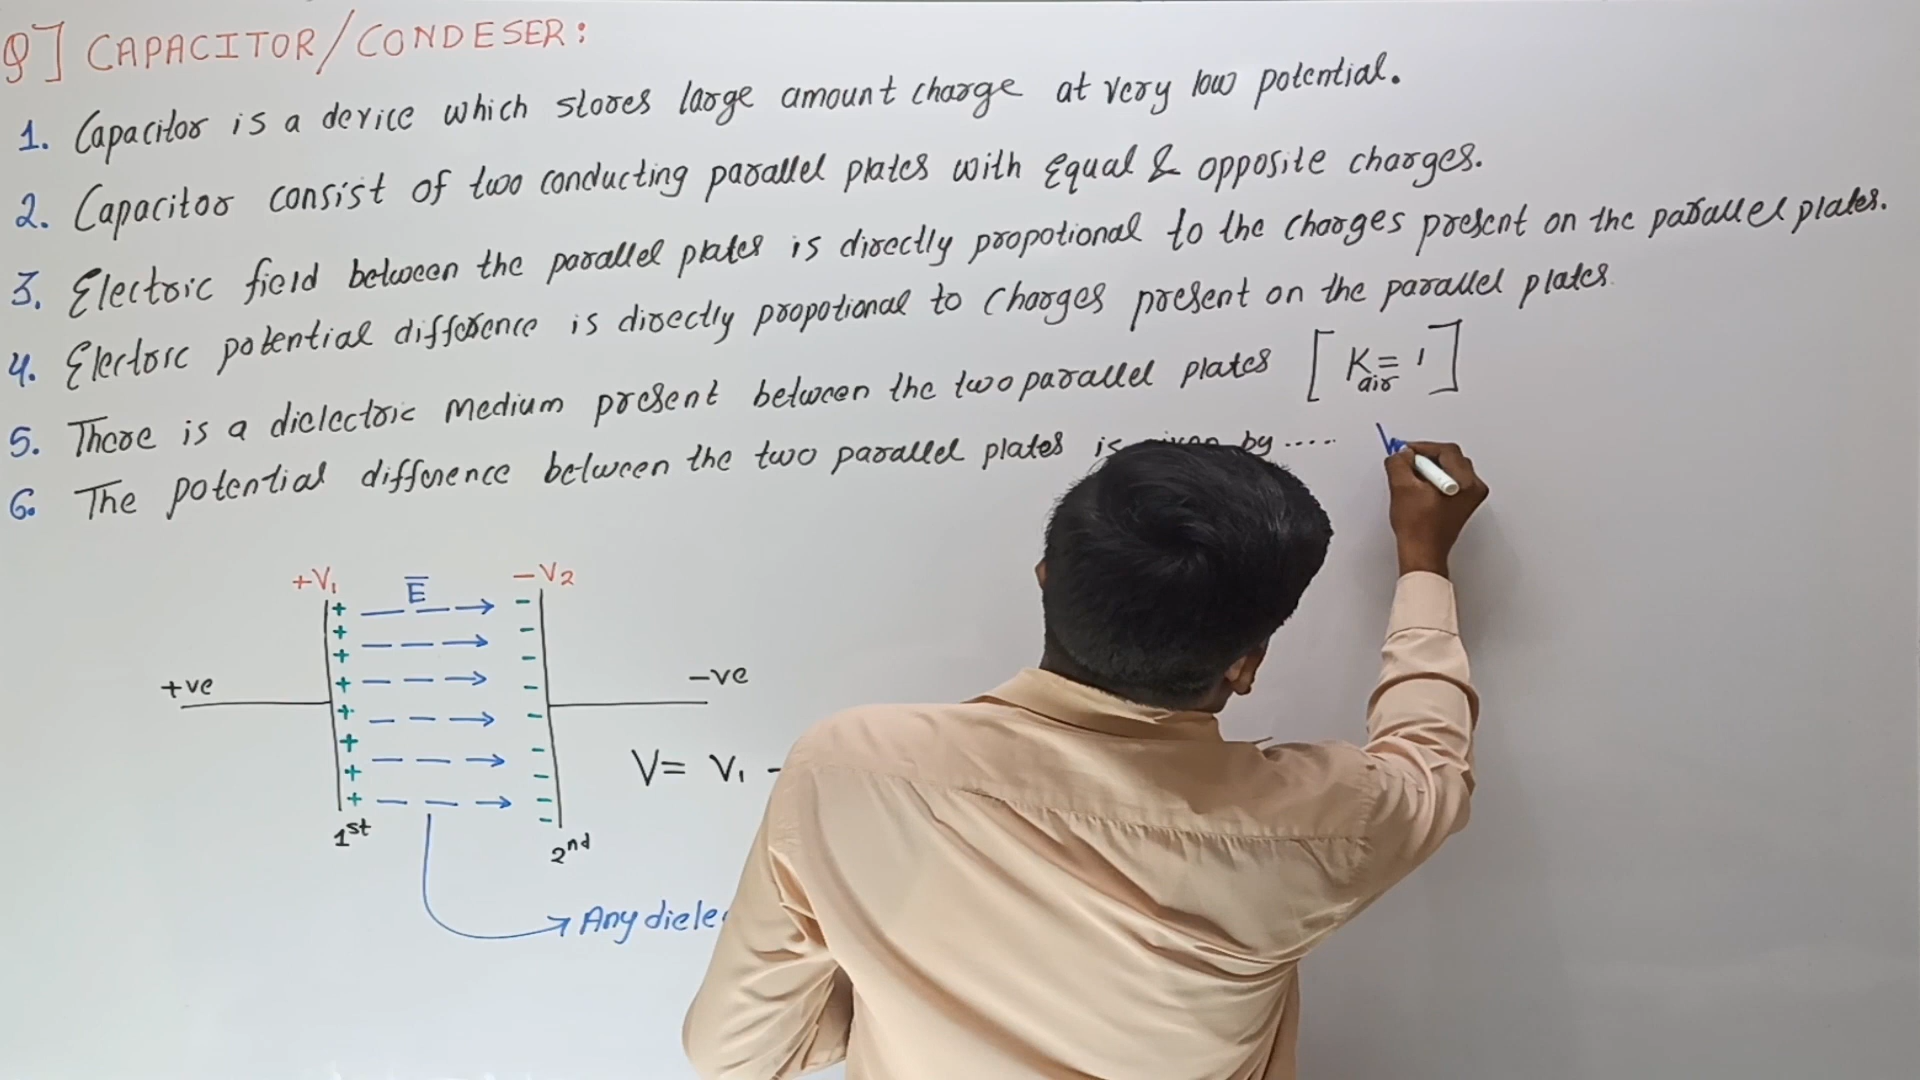 Q] CAPACITOR/CONDESER:
1. Capacitor is a device which stores large amount charge at very low potential.
2. Capacitor consist of two conducting parallel plates with Equal & opposite charges.
3. Electric field between the parallel plates is directly propotional to the charges present on the parallel plates.
4. Electorc potential difference is directly propotional to charges present on the parallel plates.
5. There is a dielectric medium present between the two parallel plates [K air = 1]
6. The potential difference between the two parallel plates is given by .....
+V₁ E̅ -V₂
+ + + + + + + +
- - - - - - - - -
+ve -ve
V = V₁ -
1st 2nd
Any